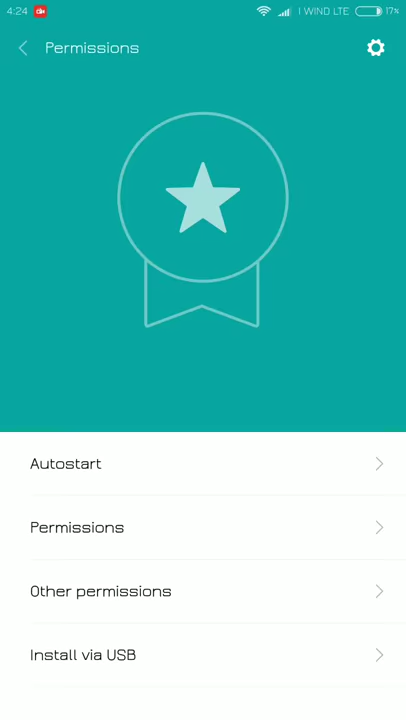 4:24 I WIND LTE 17%
Permissions
Autostart
Permissions
Other permissions
Install via USB